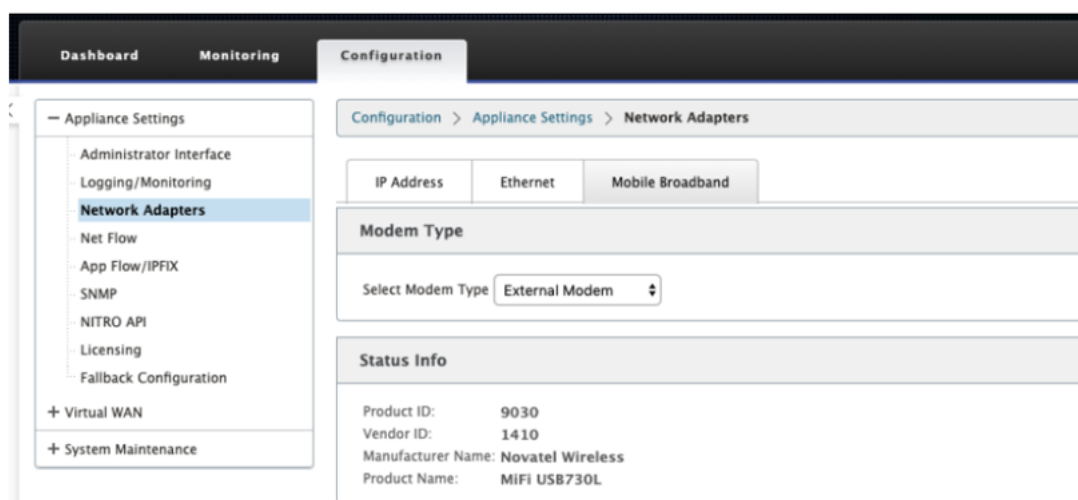 Dashboard Monitoring Configuration
— Appliance Settings
Administrator Interface
Logging/Monitoring
Network Adapters
Net Flow
App Flow/IPFIX
SNMP
NITRO API
Licensing
Fallback Configuration
+ Virtual WAN
+ System Maintenance
Configuration > Appliance Settings > Network Adapters
IP Address Ethernet Mobile Broadband
Modem Type
Select Modem Type External Modem
Status Info
Product ID: 9030
Vendor ID: 1410
Manufacturer Name: Novatel Wireless
Product Name: MiFi USB730L